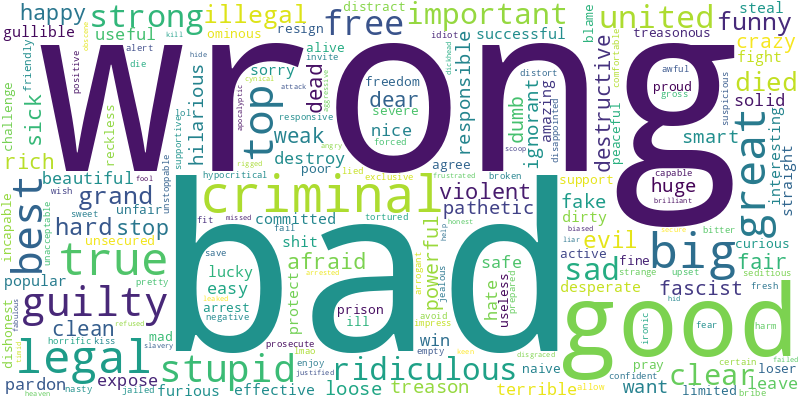 happy
strong
illegal
free
distract
important
united
blame
steal
funny
gullible
useful
ominous
resign
alive
invite
idiot
successful
treasonous
crazy
fight
friendly
positive
alert
die
kill
hide
sorry
dead
freedom
dear
severe
nice
forced
wrong
top
hilarious
lol
supportive
reckless
sick
challenge
rich
apocalyptic
cynical
attack
aggressive
responsive
angry
weak
destroy
poor
lied
rigged
exclusive
agree
frustrated
broken
responsible
dickhead
dumb
ignorant
amazing
disappointed
distort
scoop
destructive
peaceful
comfortable
awful
proud
gross
suspicious
died
solid
smart
interesting
straight
great
capable
huge
brilliant
support
fake
dirty
biased
liar
evil
bitter
curious
fair
active
fine
strange
upset
seditious
big
sad
desperate
fascist
hid
fresh
beautiful
wish
fool
sweet
grand
unfair
unstoppable
hypocritical
criminal
violent
pathetic
committed
tortured
honest
help
fit
missed
fail
best
incapable
unacceptable
hard
stop
unsecured
true
pretty
popular
shit
afraid
powerful
arrogant
jealous
save
lucky
easy
arrest
negative
leaked
arrested
protect
prison
ill
prosecute
bad
hate
useless
safe
prepared
avoid
impress
win
empty
disgraced
guilty
fabulous
clean
refused
mad
slavery
horrific
kiss
dishonest
timid
legal
pardon
nasty
expose
jailed
heaven
stupid
furious
effective
lmao
enjoy
justified
loose
treason
ridiculous
naive
terrible
good
ironic
fear
harm
pray
certain
failed
confident
clear
loser
leave
want
limited
bribe
allow